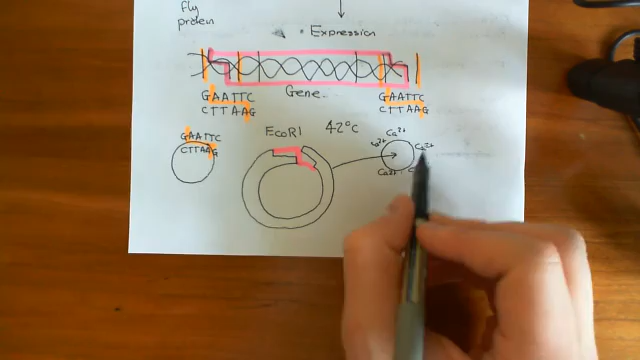 fly
protein
Expression
Gene
GAATTC
CTTAAG
GAATTC
CTTAAG
GAATTC
CTTAAG
EcoRI
42°C
Ca²⁺
Ca²⁺
Ca²⁺
Ca²⁺